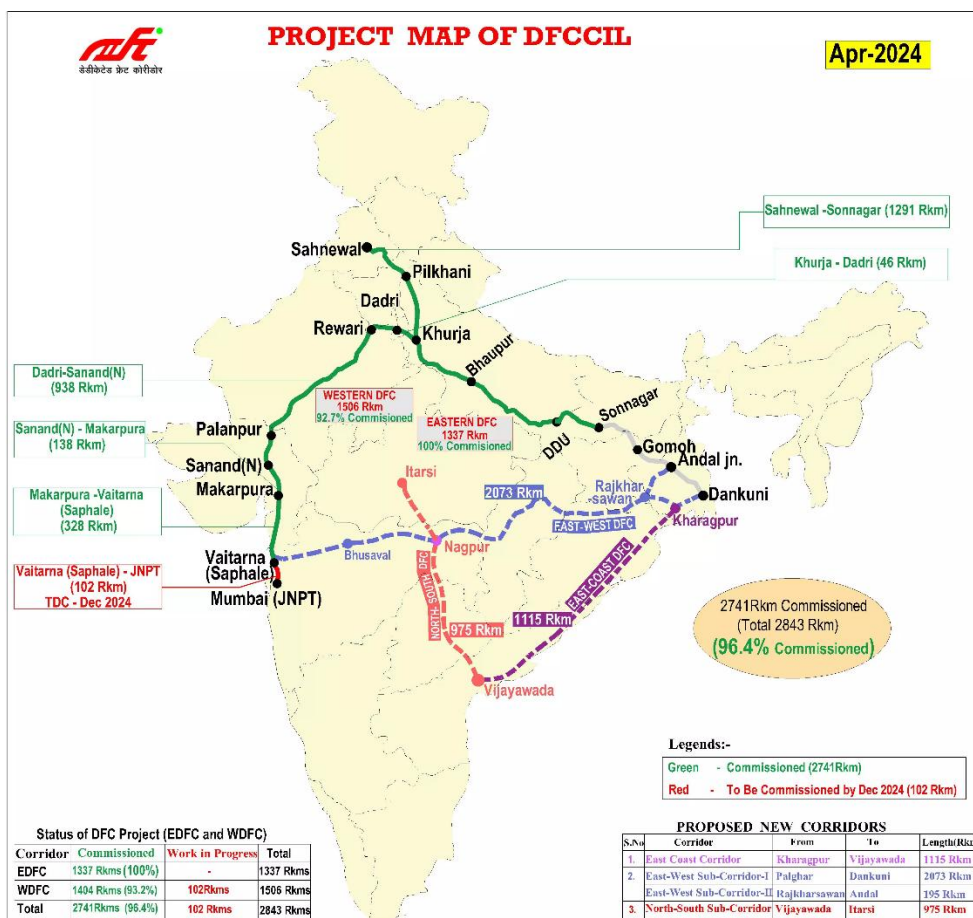 PROJECT MAP OF DFCCIL
Apr-2024
डेडीकेटेड फ्रेट कोरीडोर
Sahnewal -Sonnagar (1291 Rkm)
Khurja - Dadri (46 Rkm)
Sahnewal
Pilkhani
Dadri
Rewari
Khurja
Bhaupur
Dadri-Sanand(N)
(938 Rkm)
WESTERN DFC
1506 Rkm
92.7% Commisioned
EASTERN DFC
1337 Rkm
100% Commisioned
Sonnagar
DDU
Palanpur
Sanand(N) - Makarpura
(138 Rkm)
Gomoh
Andal jn.
Sanand(N)
Itarsi
Makarpura
2073 Rkm
Rajkhar
-sawan
Dankuni
Makarpura -Vaitarna
(Saphale)
(328 Rkm)
EAST-WEST DFC
Kharagpur
Bhusaval
Nagpur
Vaitarna
(Saphale)
Vaitarna (Saphale) - JNPT
(102 Rkm)
TDC - Dec 2024
Mumbai (JNPT)
NORTH- SOUTH DFC
EAST-COAST DFC
975 Rkm
1115 Rkm
2741Rkm Commissioned
(Total 2843 Rkm)
(96.4% Commissioned)
Vijayawada
Legends:-
Green - Commissioned (2741Rkm)
Red - To Be Commissioned by Dec 2024 (102 Rkm)
Status of DFC Project (EDFC and WDFC)
Corridor Commissioned Work in Progress Total
EDFC 1337 Rkms (100%) - 1337 Rkms
WDFC 1404 Rkms (93.2%) 102Rkms 1506 Rkms
Total 2741Rkms (96.4%) 102 Rkms 2843 Rkms
PROPOSED NEW CORRIDORS
S.No Corridor From To Length(Rkm
1. East Coast Corridor Kharagpur Vijayawada 1115 Rkm
2. East-West Sub-Corridor-I Palghar Dankuni 2073 Rkm
East-West Sub-Corridor-II Rajkharsawan Andal 195 Rkm
3. North-South Sub-Corridor Vijayawada Itarsi 975 Rkm